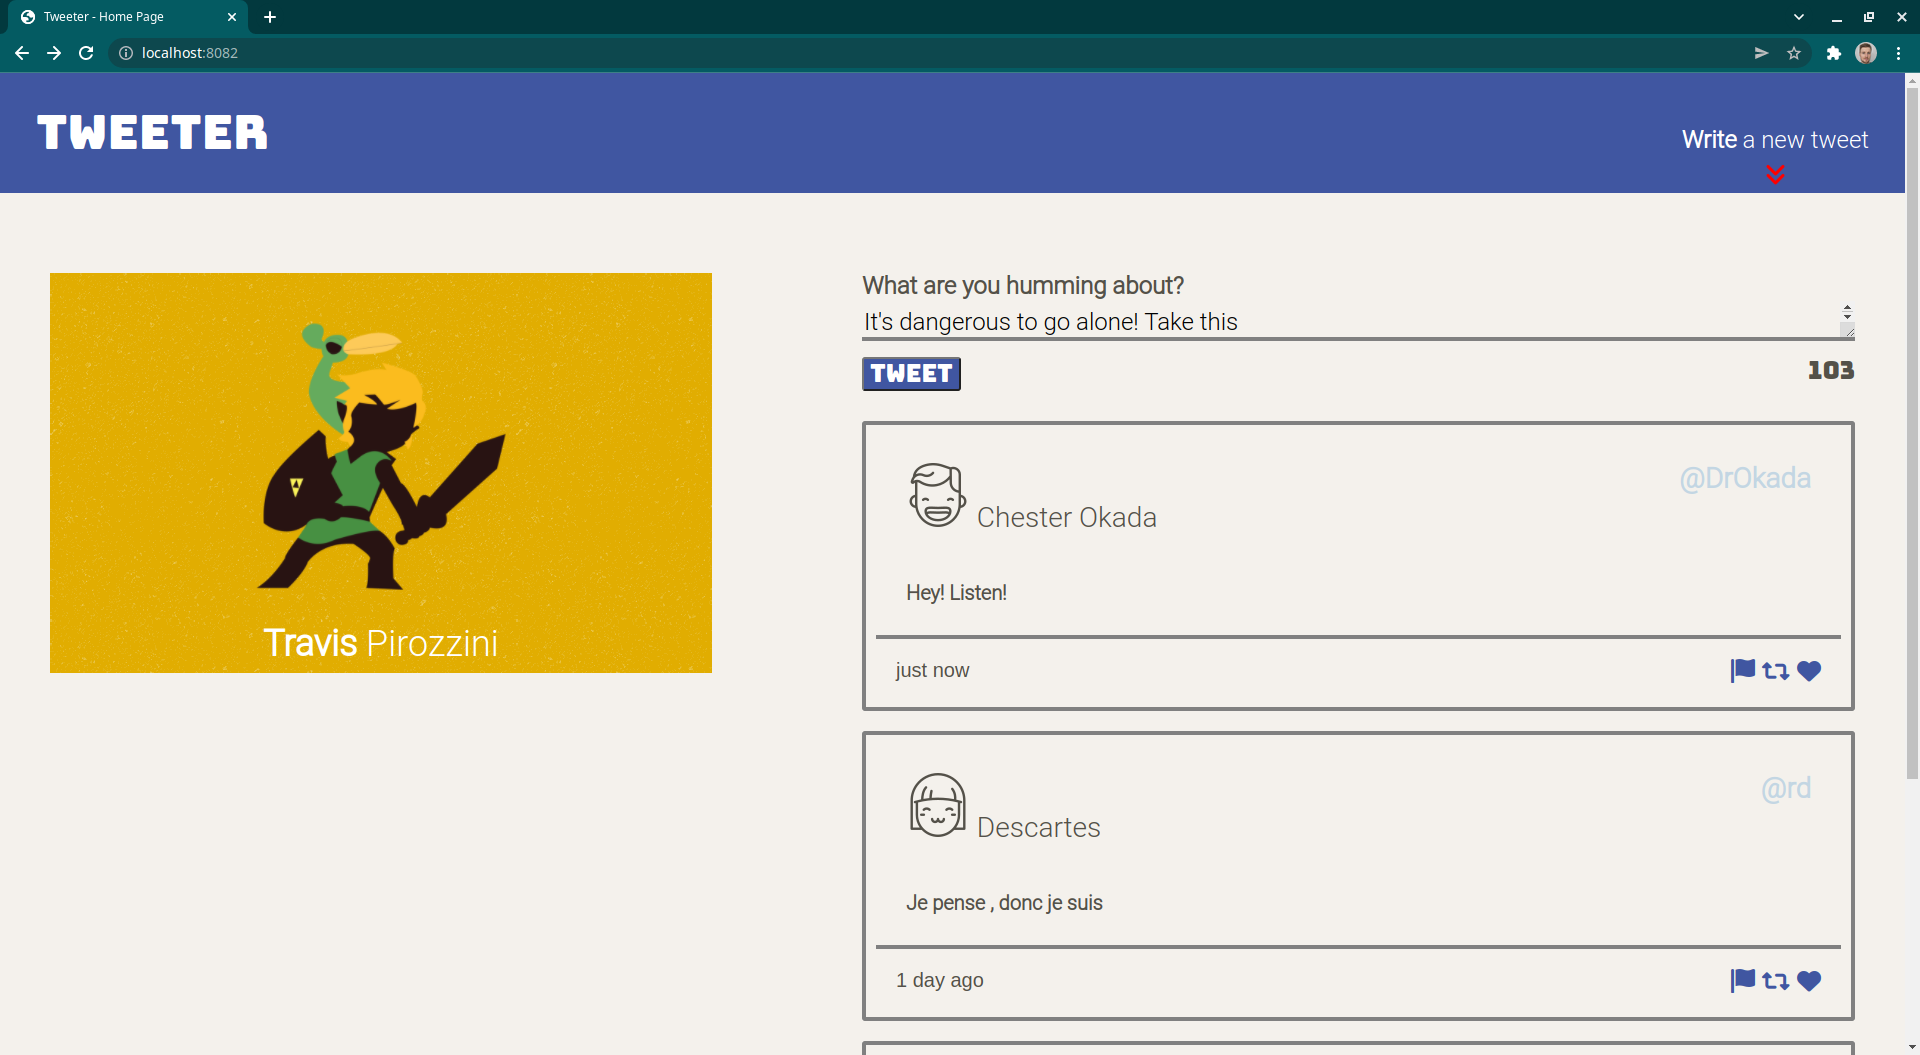 Tweeter - Home Page
localhost:8082
TWEETER
Write a new tweet
What are you humming about?
It's dangerous to go alone! Take this
TWEET
103
@DrOkada
Chester Okada
Hey! Listen!
just now
Travis Pirozzini
@rd
Descartes
Je pense , donc je suis
1 day ago